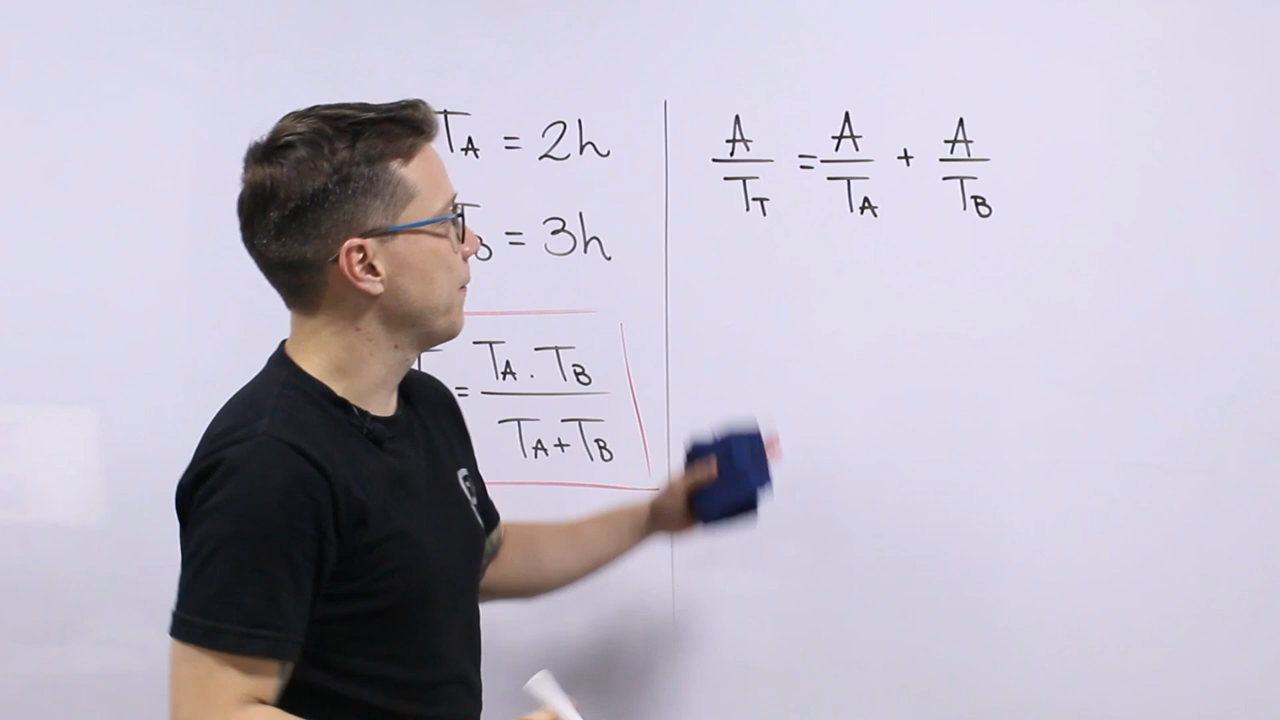 T_A = 2h
B = 3h
= (T_A . T_B) / (T_A + T_B)
A/T_T = A/T_A + A/T_B